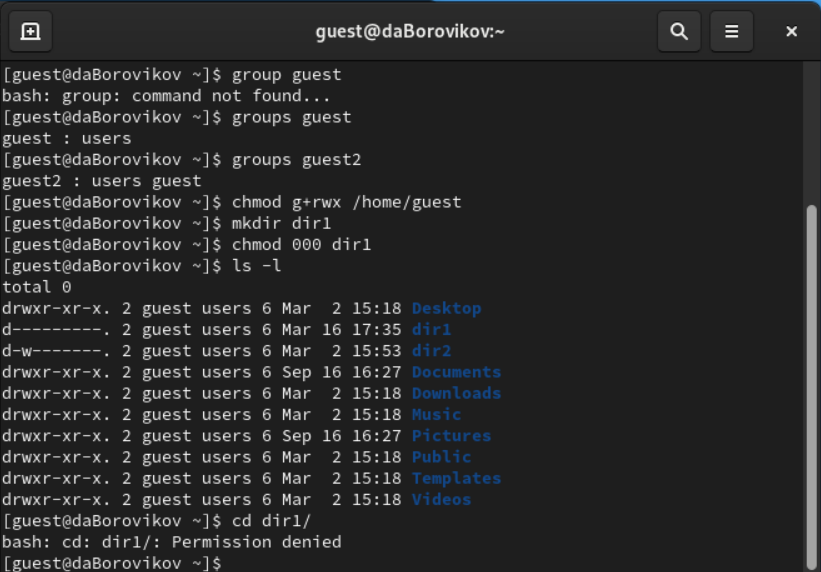 guest@daBorovikov:~
[guest@daBorovikov ~]$ group guest
bash: group: command not found...
[guest@daBorovikov ~]$ groups guest
guest : users
[guest@daBorovikov ~]$ groups guest2
guest2 : users guest
[guest@daBorovikov ~]$ chmod g+rwx /home/guest
[guest@daBorovikov ~]$ mkdir dir1
[guest@daBorovikov ~]$ chmod 000 dir1
[guest@daBorovikov ~]$ ls -l
total 0
drwxr-xr-x. 2 guest users 6 Mar  2 15:18 Desktop
d---------. 2 guest users 6 Mar 16 17:35 dir1
d-w-------. 2 guest users 6 Mar  2 15:53 dir2
drwxr-xr-x. 2 guest users 6 Sep 16 16:27 Documents
drwxr-xr-x. 2 guest users 6 Mar  2 15:18 Downloads
drwxr-xr-x. 2 guest users 6 Mar  2 15:18 Music
drwxr-xr-x. 2 guest users 6 Sep 16 16:27 Pictures
drwxr-xr-x. 2 guest users 6 Mar  2 15:18 Public
drwxr-xr-x. 2 guest users 6 Mar  2 15:18 Templates
drwxr-xr-x. 2 guest users 6 Mar  2 15:18 Videos
[guest@daBorovikov ~]$ cd dir1/
bash: cd: dir1/: Permission denied
[guest@daBorovikov ~]$